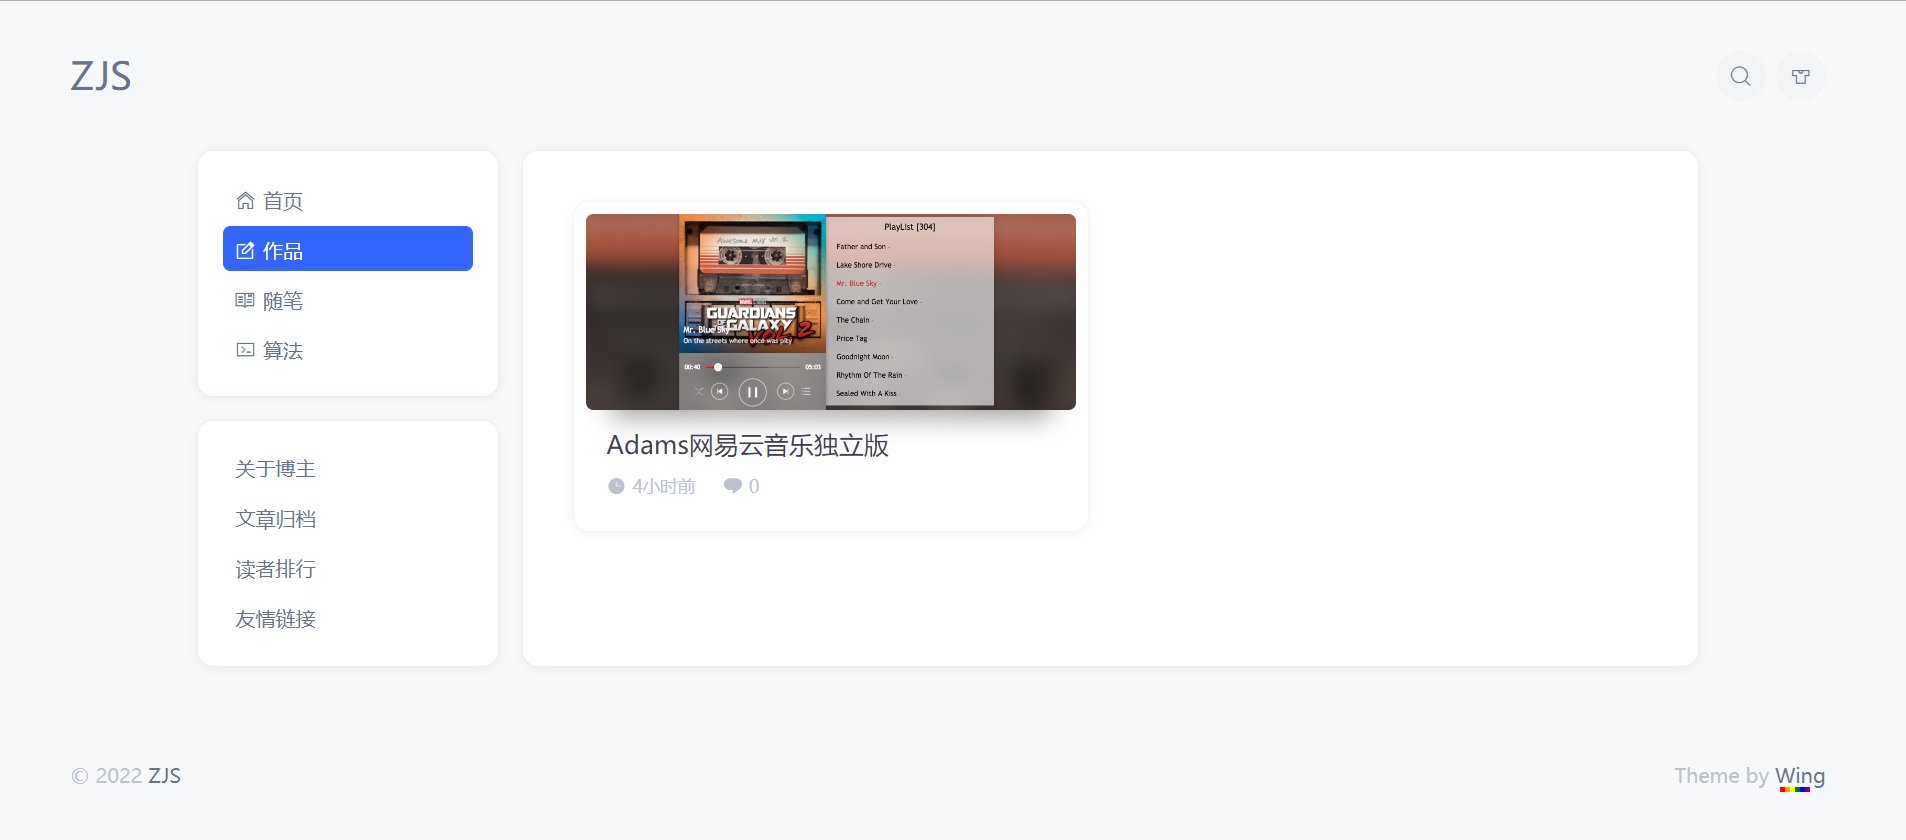 ZJS
首页
作品
随笔
算法
关于博主
文章归档
读者排行
友情链接
AWESOME MIX VOL. 2
MARVEL STUDIOS
GUARDIANS
OF THE GALAXY
VOL. 2
Mr. Blue Sky
On the streets where once was pity
00:40
05:03
PlayList [304]
Father and Son -
Lake Shore Drive -
Mr. Blue Sky -
Come and Get Your Love -
The Chain -
Price Tag -
Goodnight Moon -
Rhythm Of The Rain -
Sealed With A Kiss -
Adams网易云音乐独立版
4小时前 0
© 2022 ZJS
Theme by Wing